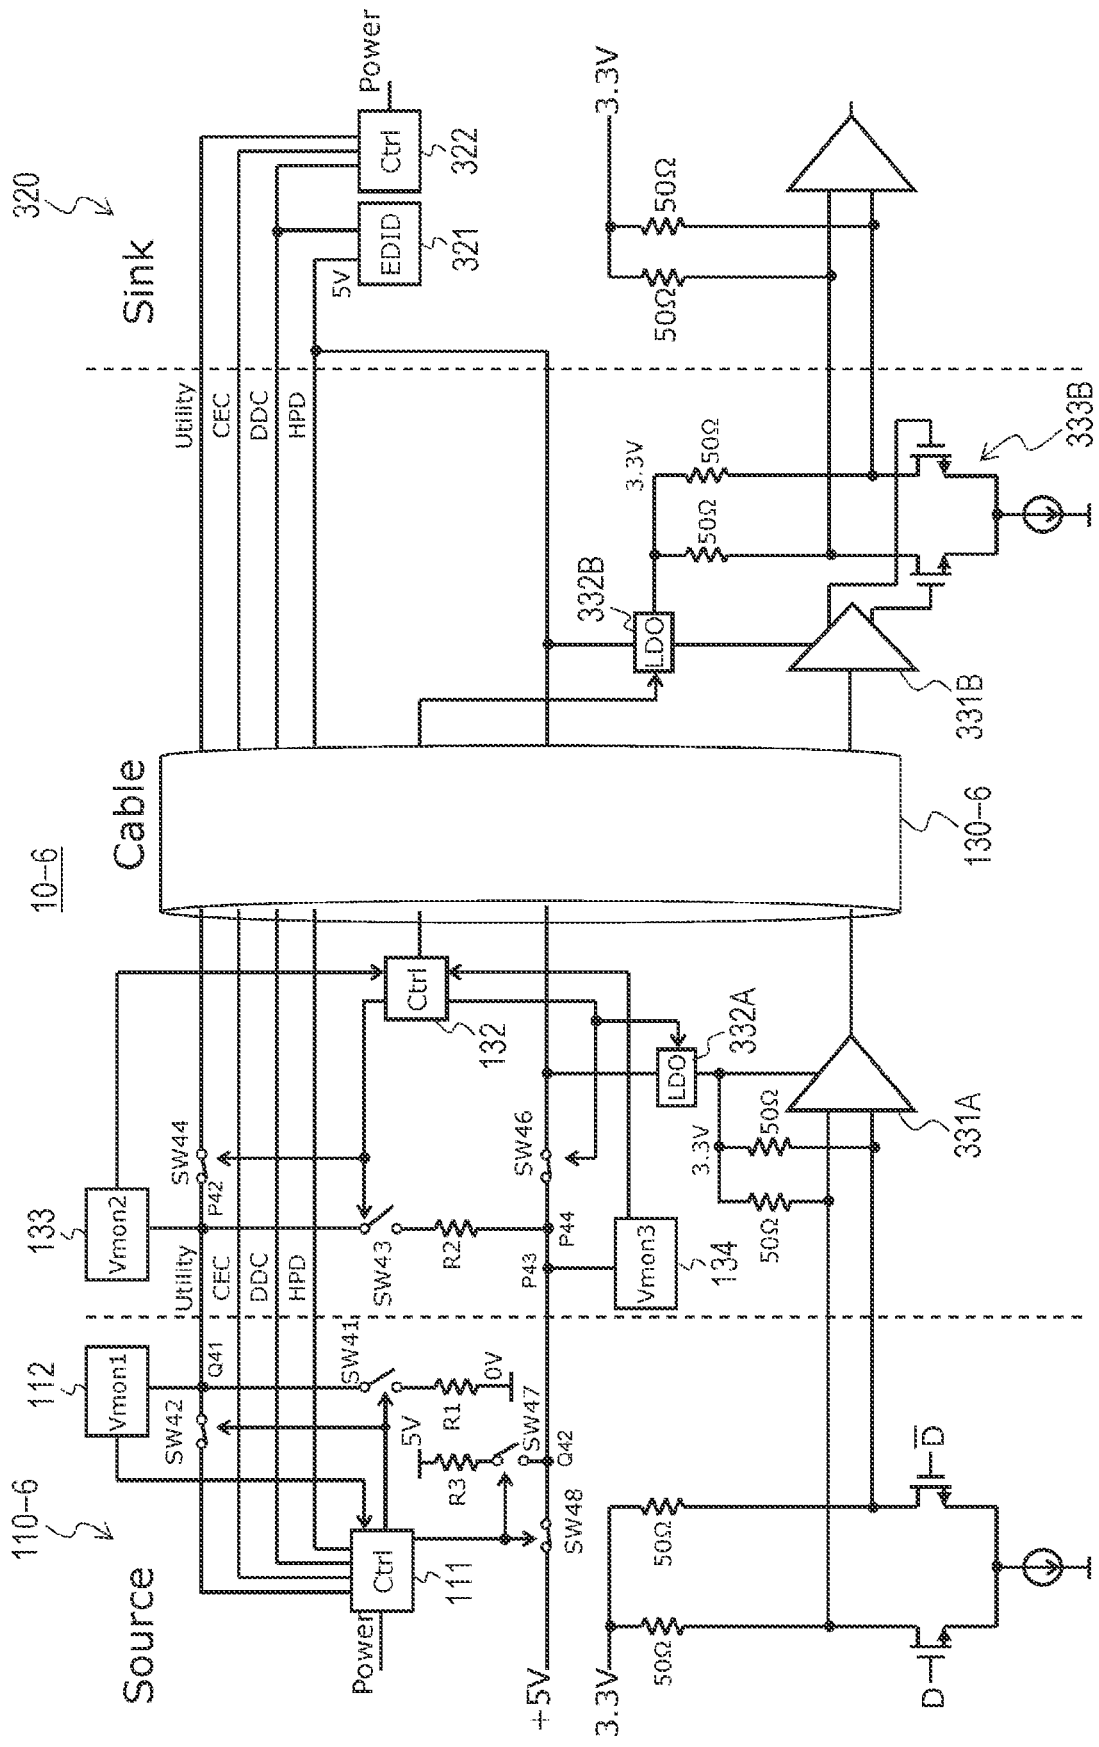 10-6
110-6
320
Source
Cable
Sink
112
Vmon1
133
Vmon2
SW42
Q41
Utility
CEC
DDC
HPD
P42
SW44
Utility
CEC
DDC
HPD
Power
Ctrl
111
SW41
R1
0V
5V
R3
SW47
Q42
SW48
+5V
SW43
R2
P43
P44
SW46
Ctrl
132
Vmon3
134
LDO
332A
3.3V
50Ω
50Ω
331A
3.3V
50Ω
50Ω
D
D̅
130-6
LDO
332B
3.3V
50Ω
50Ω
331B
333B
5V
EDID
321
Ctrl
322
Power
3.3V
50Ω
50Ω